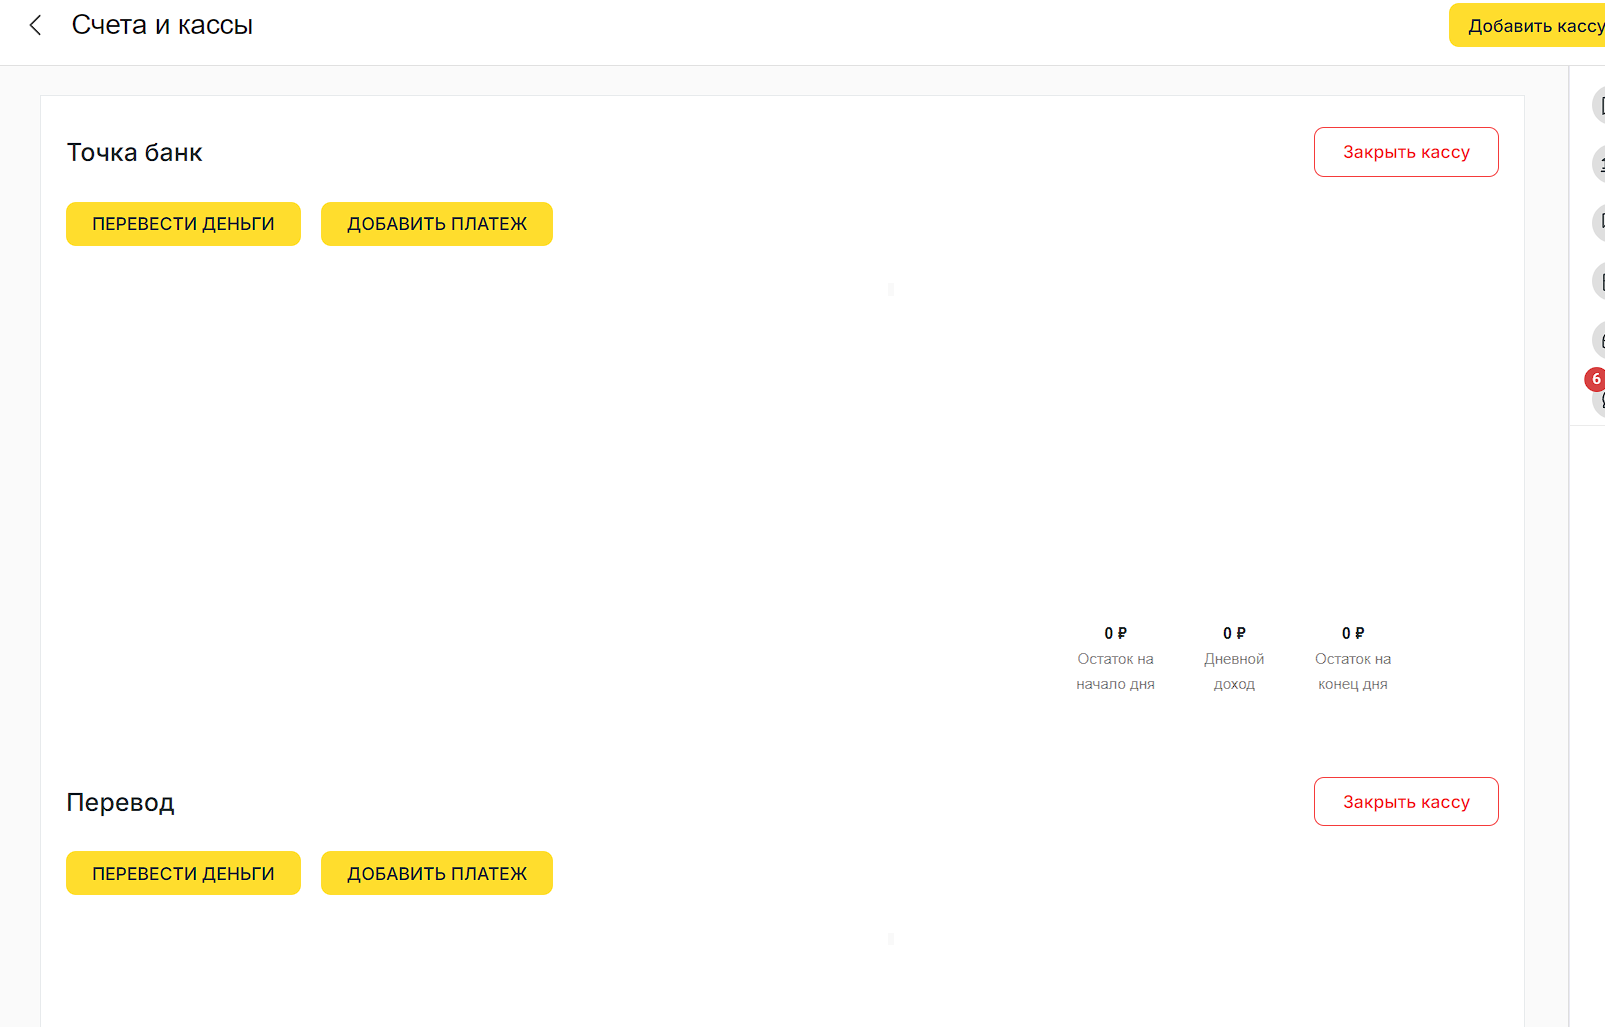 Счета и кассы
Добавить кассу
Точка банк
Закрыть кассу
ПЕРЕВЕСТИ ДЕНЬГИ
ДОБАВИТЬ ПЛАТЕЖ
6
0 ₽
Остаток на
начало дня
0 ₽
Дневной
доход
0 ₽
Остаток на
конец дня
Перевод
Закрыть кассу
ПЕРЕВЕСТИ ДЕНЬГИ
ДОБАВИТЬ ПЛАТЕЖ